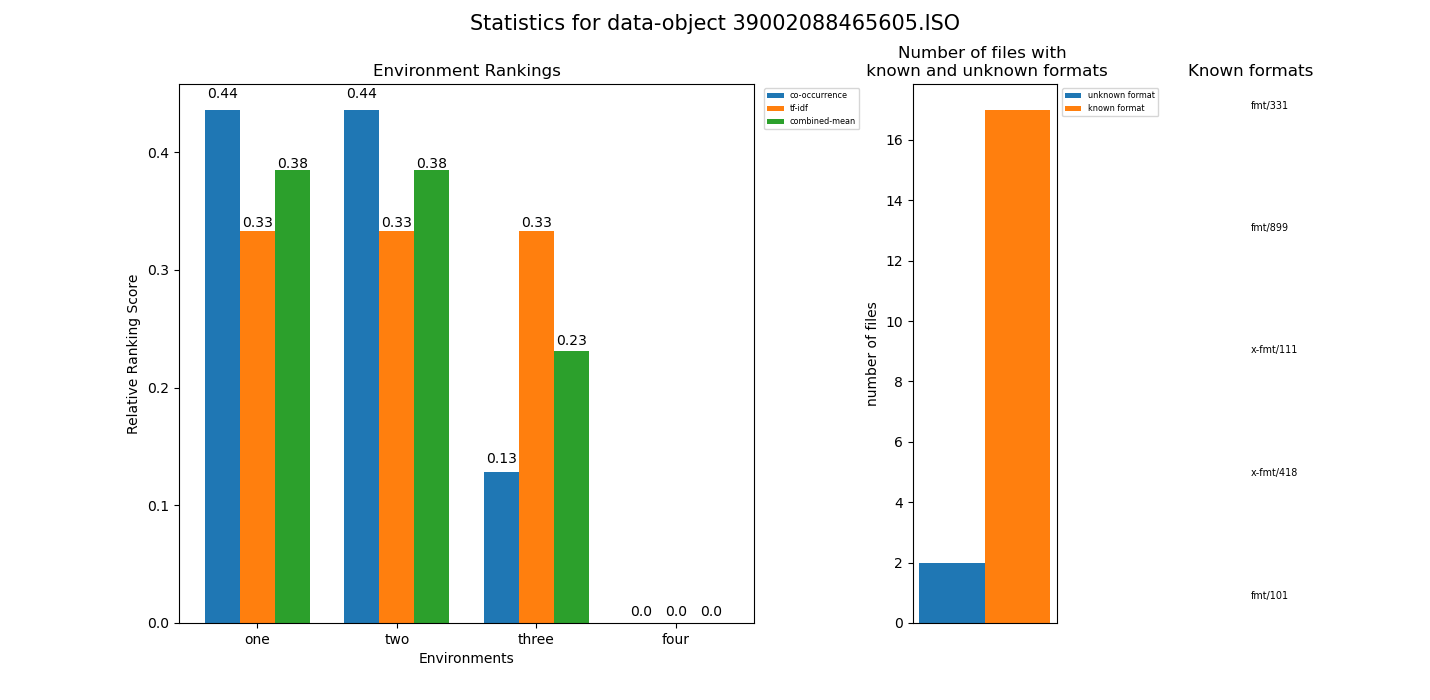 Statistics for data-object 39002088465605.ISO
Environment Rankings
Relative Ranking Score
0.4
0.3
0.2
0.1
0.0
0.44
0.33
0.38
0.44
0.33
0.38
0.13
0.33
0.23
0.0
0.0
0.0
one
two
three
four
Environments
co-occurrence
tf-idf
combined-mean
Number of files with
known and unknown formats
number of files
16
14
12
10
8
6
4
2
0
unknown format
known format
Known formats
fmt/331
fmt/899
x-fmt/111
x-fmt/418
fmt/101